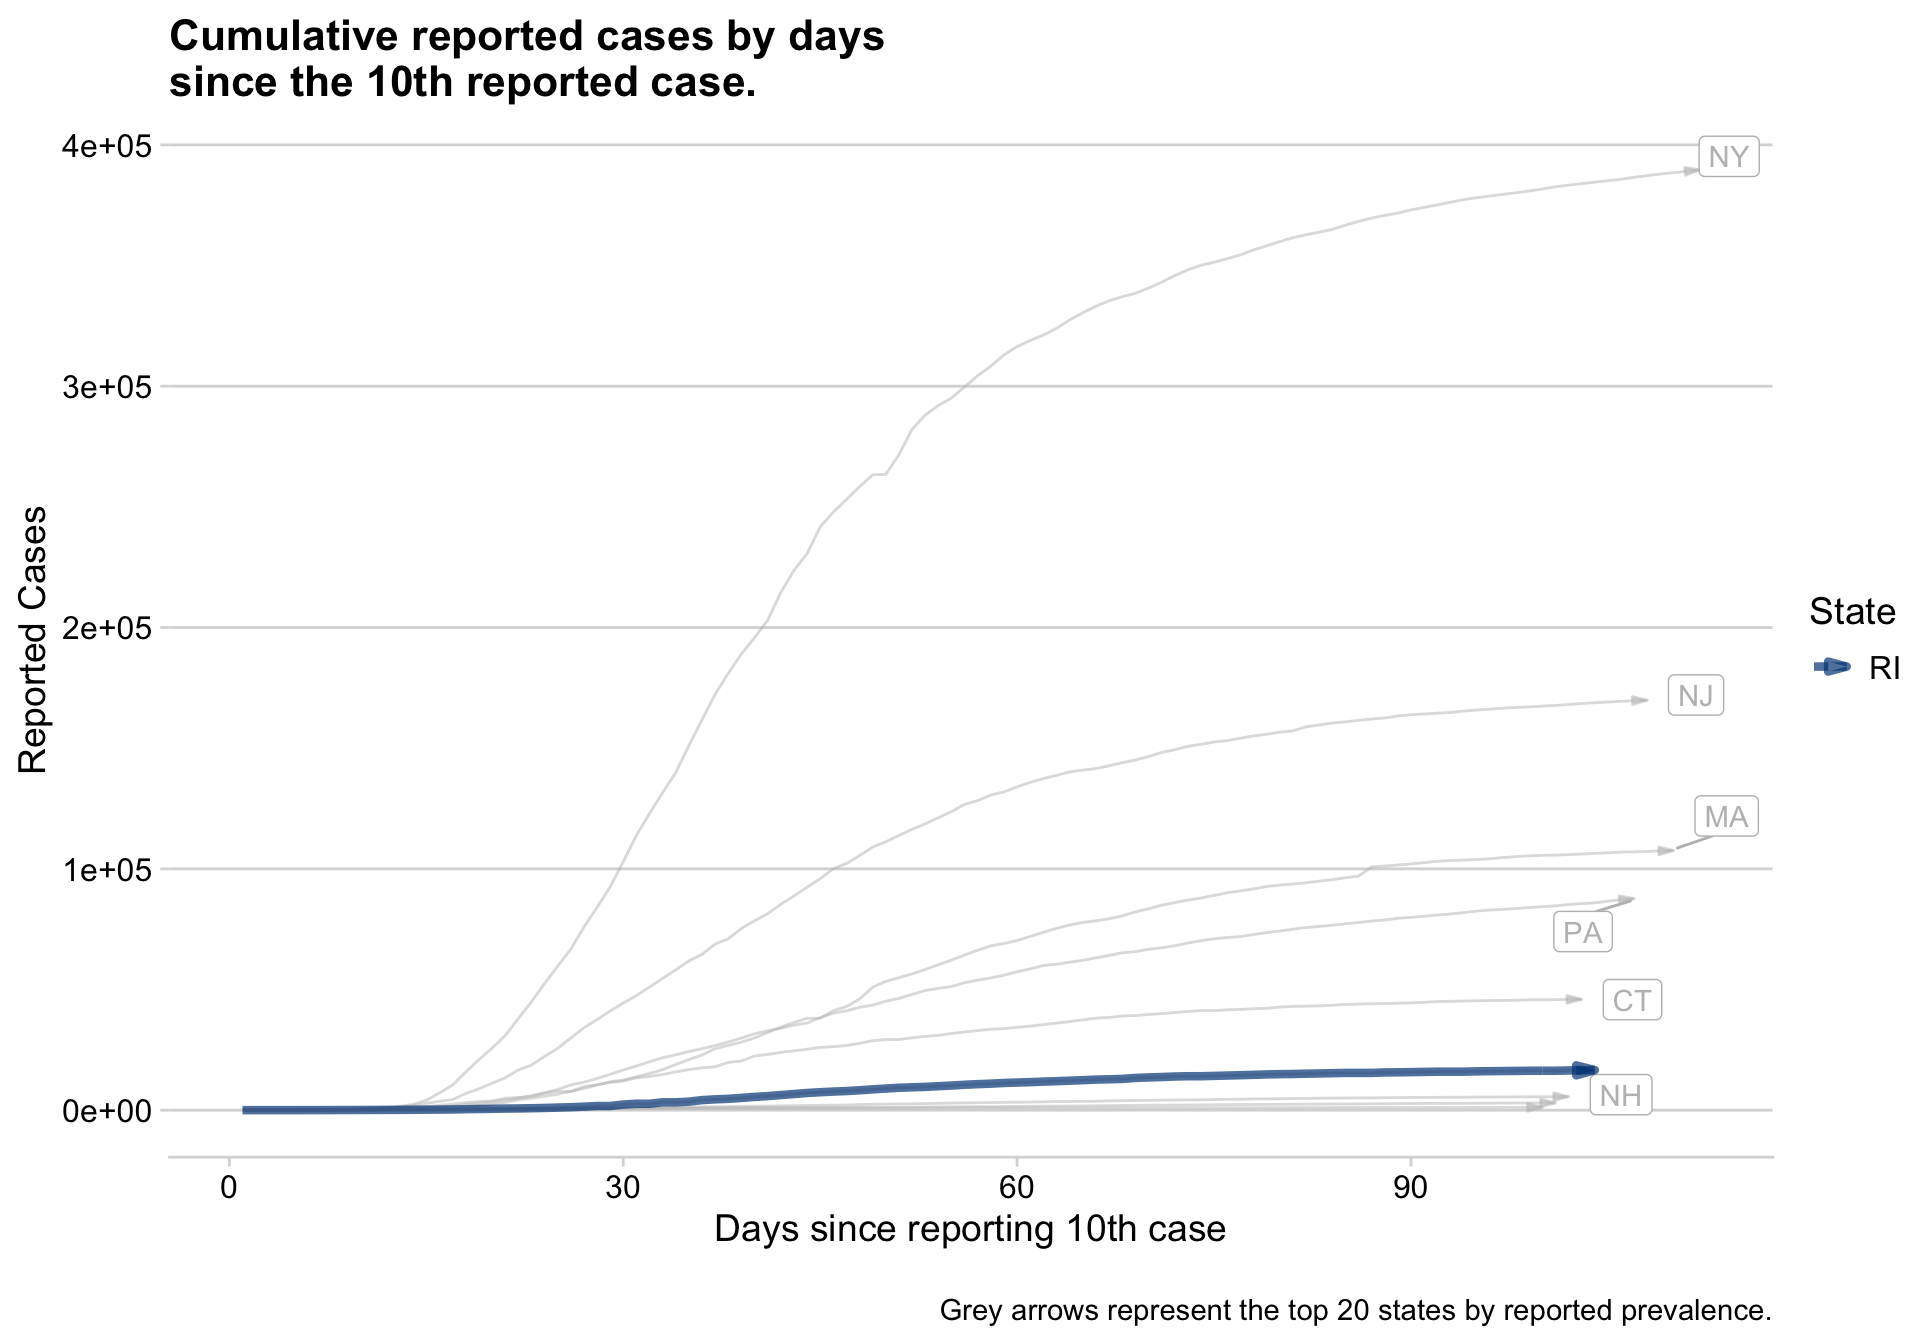 Cumulative reported cases by days
since the 10th reported case.
4e+05
3e+05
2e+05
1e+05
0e+00
Reported Cases
NY
NJ
MA
PA
CT
NH
State
RI
0
30
60
90
Days since reporting 10th case
Grey arrows represent the top 20 states by reported prevalence.